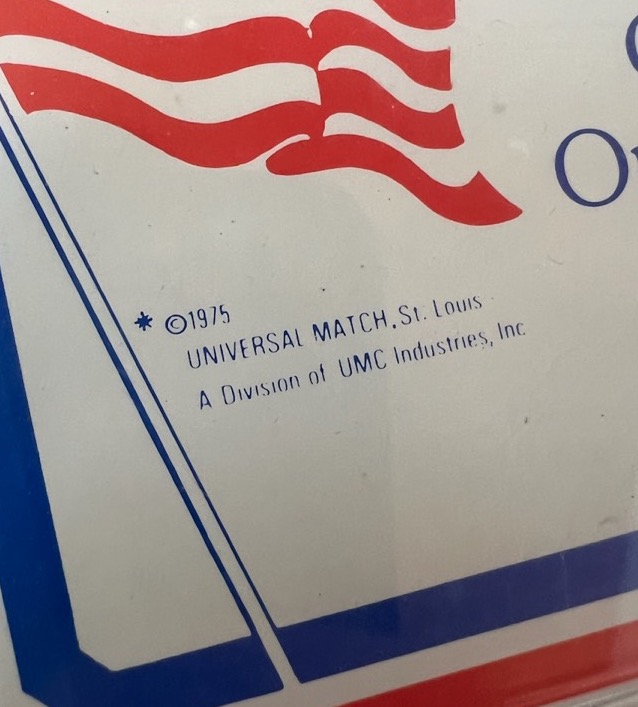 * ©1975
UNIVERSAL MATCH, St. Louis
A Division of UMC Industries, Inc